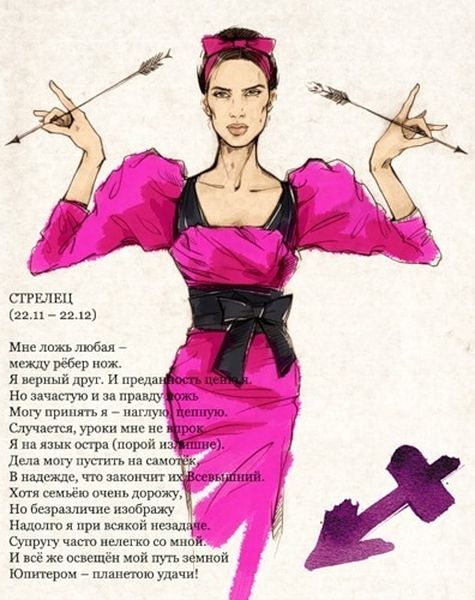 СТРЕЛЕЦ
(22.11 – 22.12)
Мне ложь любая –
между рёбер нож.
Я верный друг. И преданность ценю я.
Но зачастую и за правду ложь
Могу принять я – наглую, цепную.
Случается, уроки мне не впрок.
Я на язык остра (порой излишне).
Дела могу пустить на самотёк,
В надежде, что закончит их Всевышний.
Хотя семьёю очень дорожу,
Но безразличие изображу
Надолго я при всякой незадаче.
Супругу часто нелегко со мной.
И всё же освещён мой путь земной
Юпитером – планетою удачи!